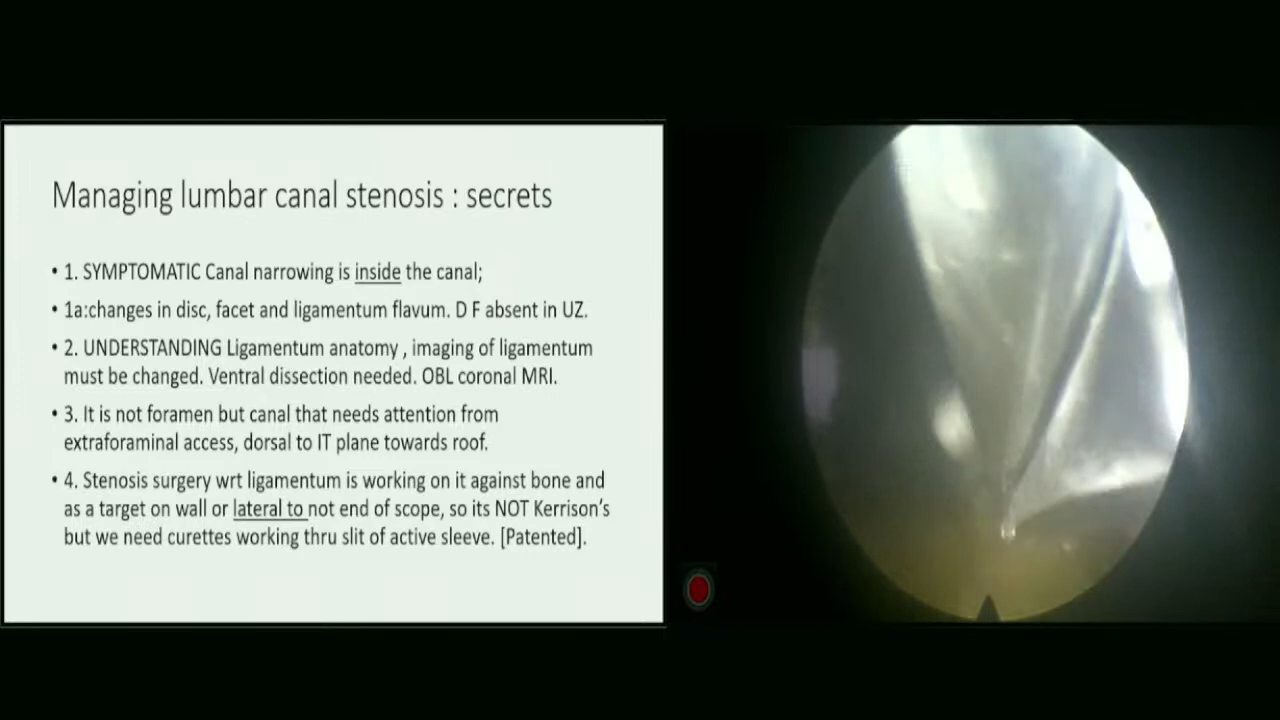 Managing lumbar canal stenosis : secrets
• 1. SYMPTOMATIC Canal narrowing is inside the canal;
• 1a:changes in disc, facet and ligamentum flavum. D F absent in UZ.
• 2. UNDERSTANDING Ligamentum anatomy , imaging of ligamentum
must be changed. Ventral dissection needed. OBL coronal MRI.
• 3. It is not foramen but canal that needs attention from
extraforaminal access, dorsal to IT plane towards roof.
• 4. Stenosis surgery wrt ligamentum is working on it against bone and
as a target on wall or lateral to not end of scope, so its NOT Kerrison's
but we need curettes working thru slit of active sleeve. [Patented].